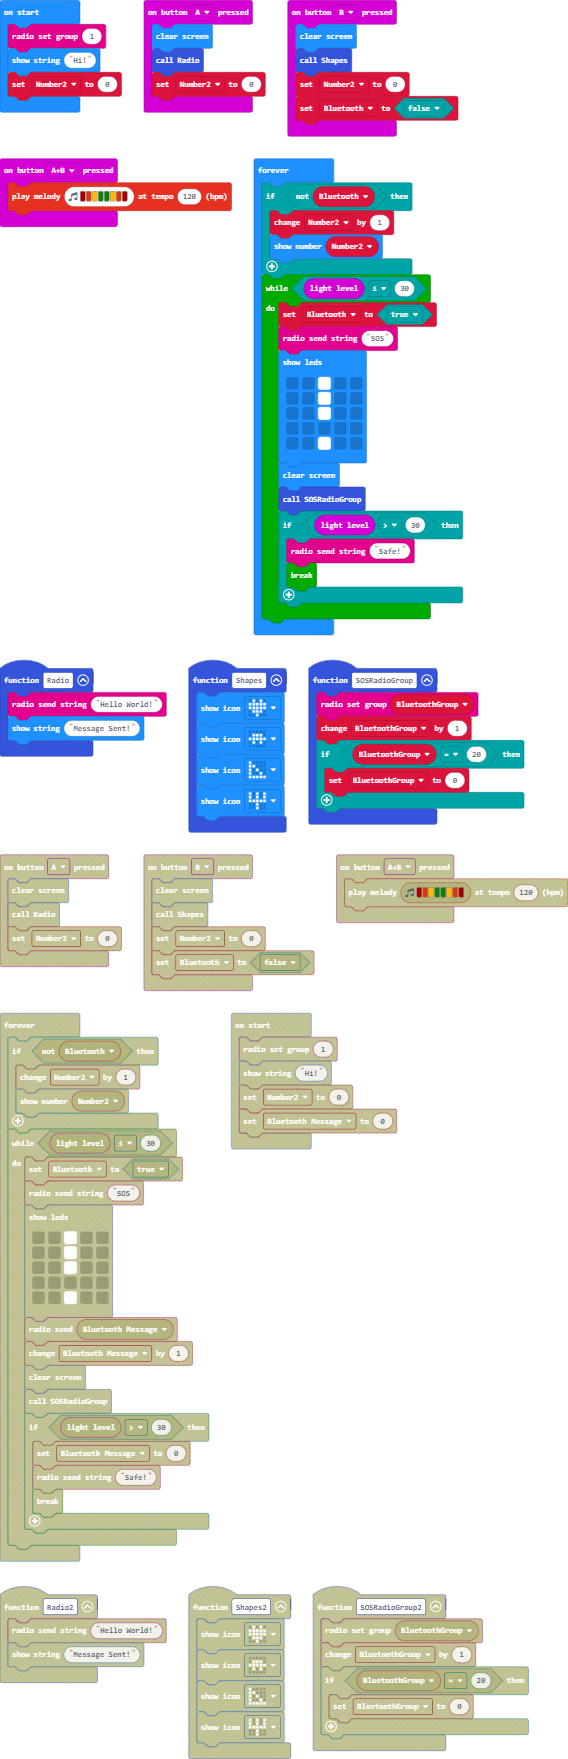 on start
radio set group 1
show string "Hi!"
set Number2 to 0
on button A pressed
clear screen
call Radio
set Number2 to 0
on button B pressed
clear screen
call Shapes
set Number2 to 0
set Bluetooth to false
on button A+B pressed
play melody at tempo 120 (bpm)
forever
if not Bluetooth then
change Number2 by 1
show number Number2
while light level ≤ 30
do
set Bluetooth to true
radio send string "SOS"
show leds
clear screen
call SOSRadioGroup
if light level > 30 then
radio send string "Safe!"
break
function Radio
radio send string "Hello World!"
show string "Message Sent!"
function Shapes
show icon
show icon
show icon
show icon
function SOSRadioGroup
radio set group BluetoothGroup
change BluetoothGroup by 1
if BluetoothGroup = 20 then
set BluetoothGroup to 0
on button A pressed
clear screen
call Radio
set Number2 to 0
on button B pressed
clear screen
call Shapes
set Number2 to 0
set Bluetooth to false
on button A+B pressed
play melody at tempo 120 (bpm)
forever
if not Bluetooth then
change Number2 by 1
show number Number2
while light level ≤ 30
do
set Bluetooth to true
radio send string "SOS"
show leds
radio send Bluetooth Message
change Bluetooth Message by 1
clear screen
call SOSRadioGroup
if light level > 30 then
set Bluetooth Message to 0
radio send string "Safe!"
break
on start
radio set group 1
show string "Hi!"
set Number2 to 0
set Bluetooth Message to 0
function Radio2
radio send string "Hello World!"
show string "Message Sent!"
function Shapes2
show icon
show icon
show icon
show icon
function SOSRadioGroup2
radio set group BluetoothGroup
change BluetoothGroup by 1
if BluetoothGroup = 20 then
set BluetoothGroup to 0